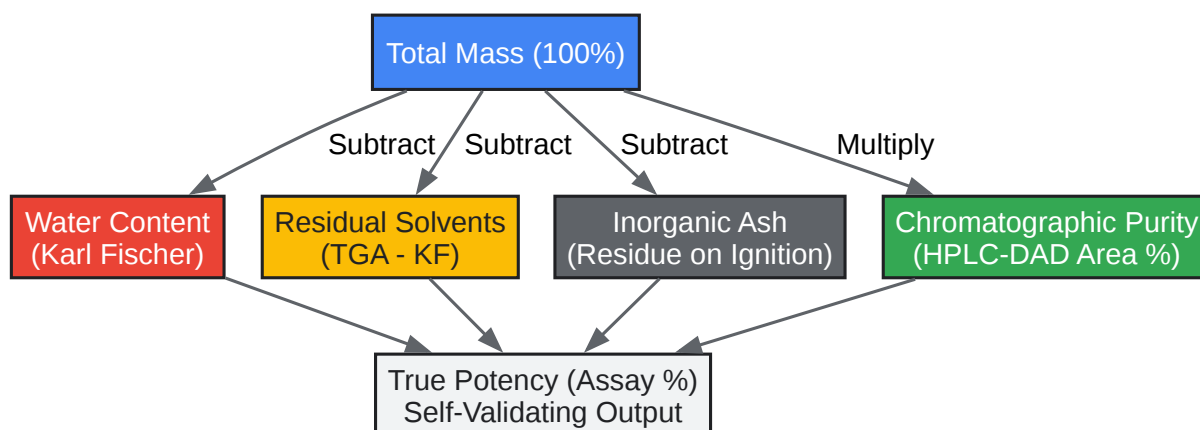 Total Mass (100%)
Subtract
Subtract
Subtract
Multiply
Water Content
(Karl Fischer)
Residual Solvents
(TGA - KF)
Inorganic Ash
(Residue on Ignition)
Chromatographic Purity
(HPLC-DAD Area %)
True Potency (Assay %)
Self-Validating Output